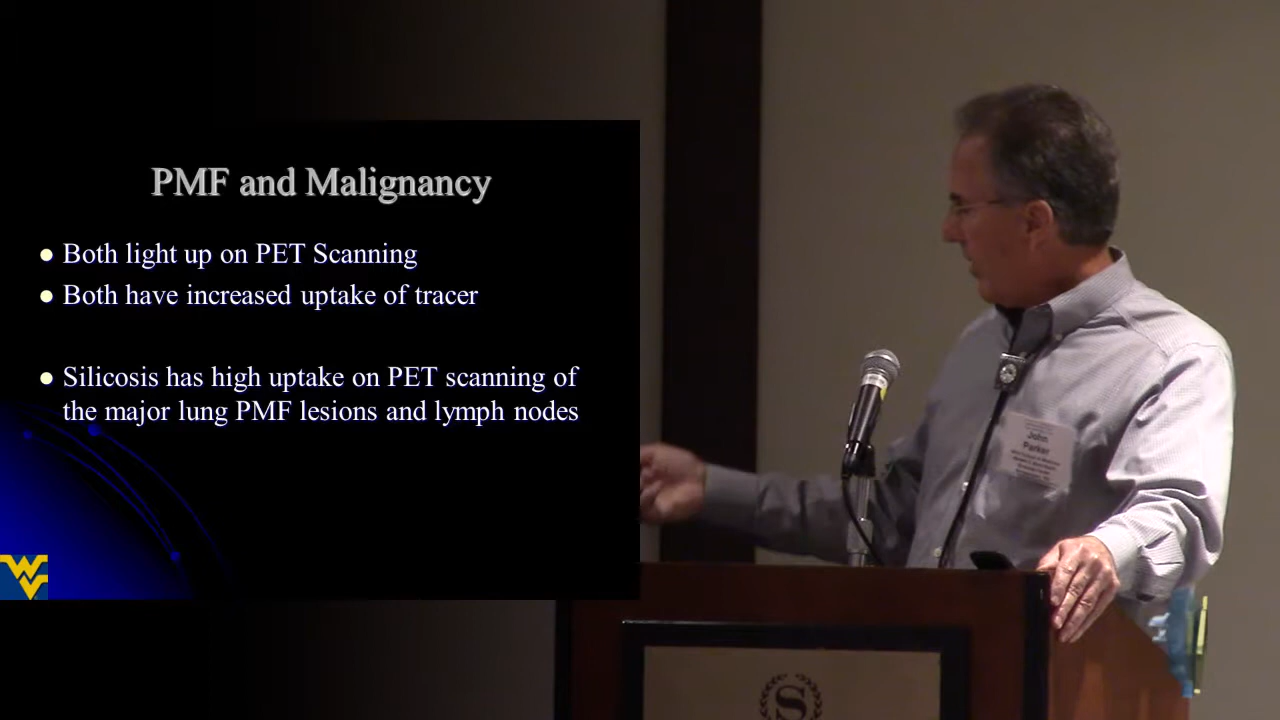 PMF and Malignancy
Both light up on PET Scanning
Both have increased uptake of tracer
Silicosis has high uptake on PET scanning of
the major lung PMF lesions and lymph nodes
WV
John
Parker
S